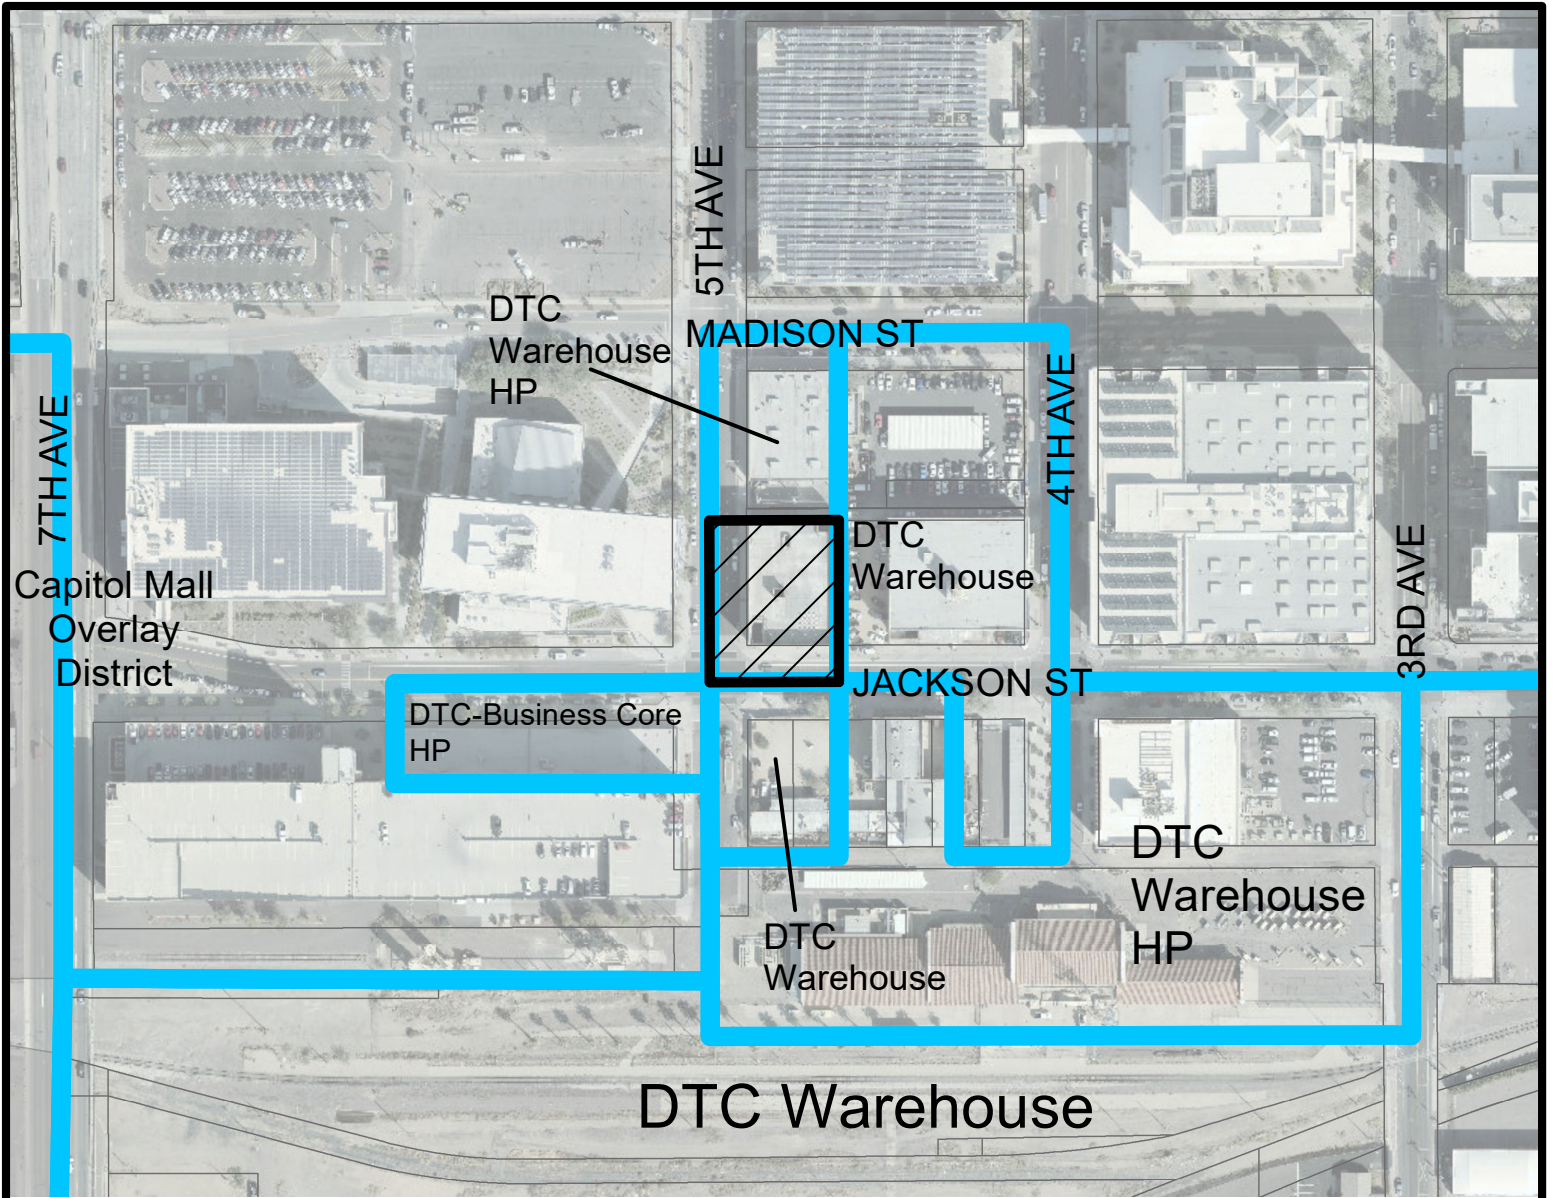 5TH AVE
DTC
Warehouse
HP
MADISON ST
7TH AVE
4TH AVE
DTC
Warehouse
3RD AVE
Capitol Mall
Overlay
District
JACKSON ST
DTC-Business Core
HP
DTC
Warehouse
HP
DTC
Warehouse
DTC Warehouse